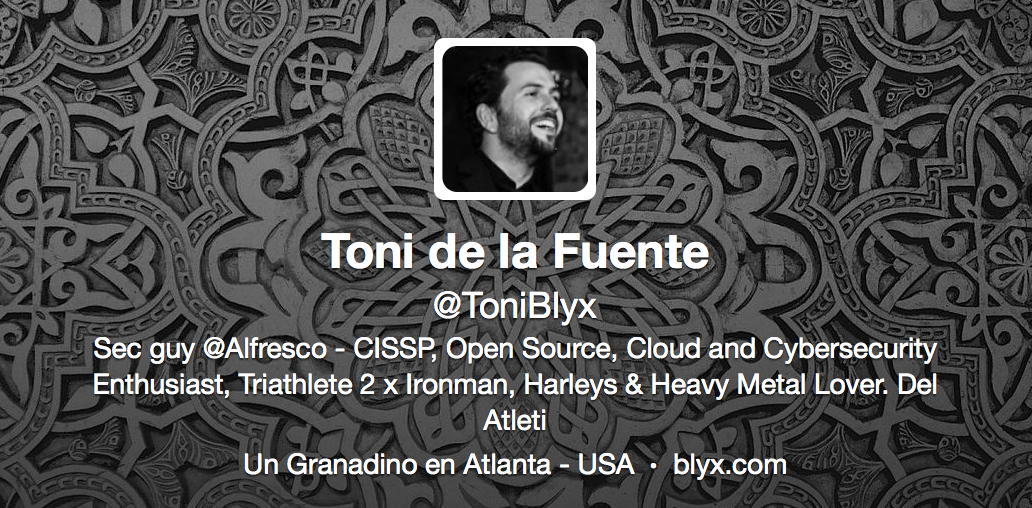 Toni de la Fuente
@ToniBlyx
Sec guy @Alfresco - CISSP, Open Source, Cloud and Cybersecurity
Enthusiast, Triathlete 2 x Ironman, Harleys & Heavy Metal Lover. Del
Atleti
Un Granadino en Atlanta - USA · blyx.com